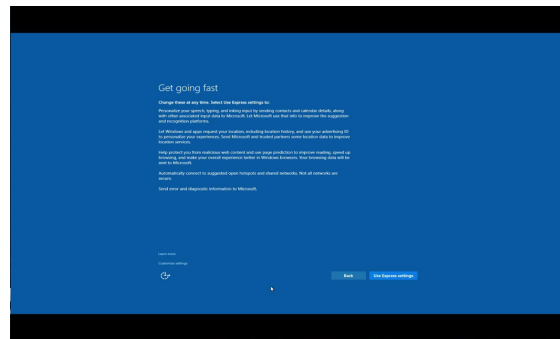 Get going fast
Change these at any time. Select Use Express settings to:
Personalize your speech, typing, and inking input by sending contacts and calendar details, along
with other associated input data to Microsoft. Let Microsoft use that info to improve the suggestion
and recognition platforms.
Let Windows and apps request your location, including location history, and use your advertising ID
to personalize your experiences. Send Microsoft and trusted partners some location data to improve
location services.
Help protect you from malicious web content and use page prediction to improve reading, speed up
browsing, and make your overall experience better in Windows browsers. Your browsing data will be
sent to Microsoft.
Automatically connect to suggested open hotspots and shared networks. Not all networks are
secure.
Send error and diagnostic information to Microsoft.
Learn more
Customize settings
Back
Use Express settings